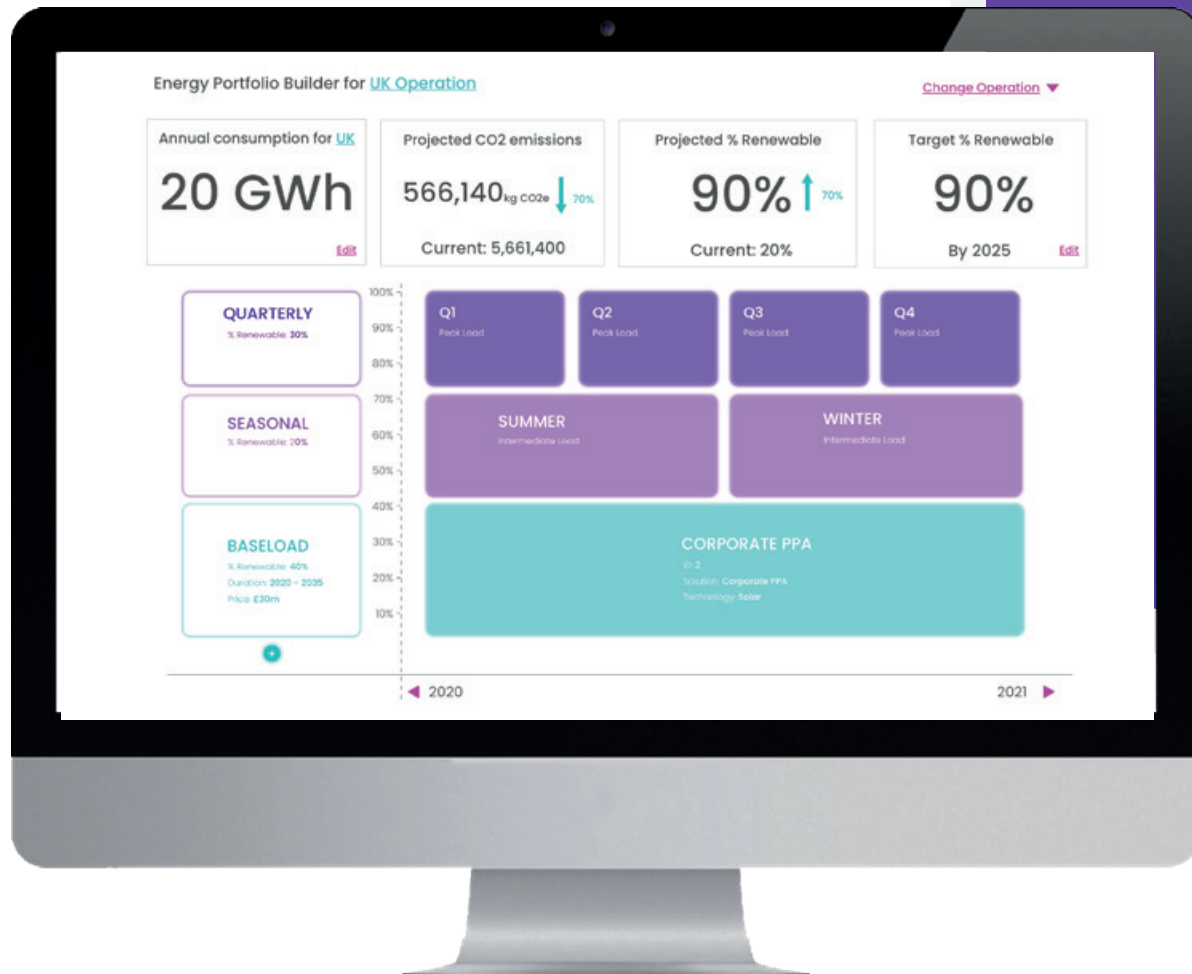 Energy Portfolio Builder for UK Operation
Change Operation
Annual consumption for UK
20 GWh
Edit
Projected CO2 emissions
566,140 kg CO2e 70%
Current: 5,661,400
Projected % Renewable
90% 70%
Current: 20%
Target % Renewable
90%
By 2025
Edit
QUARTERLY
% Renewable: 30%
SEASONAL
% Renewable: 20%
BASELOAD
% Renewable: 40%
Duration: 2020 - 2035
Price: £30m
+
100%
90%
80%
70%
60%
50%
40%
30%
20%
10%
Q1
Peak Load
Q2
Peak Load
Q3
Peak Load
Q4
Peak Load
SUMMER
Intermediate Load
WINTER
Intermediate Load
CORPORATE PPA
ID: 2
Solution: Corporate PPA
Technology: Solar
2020
2021